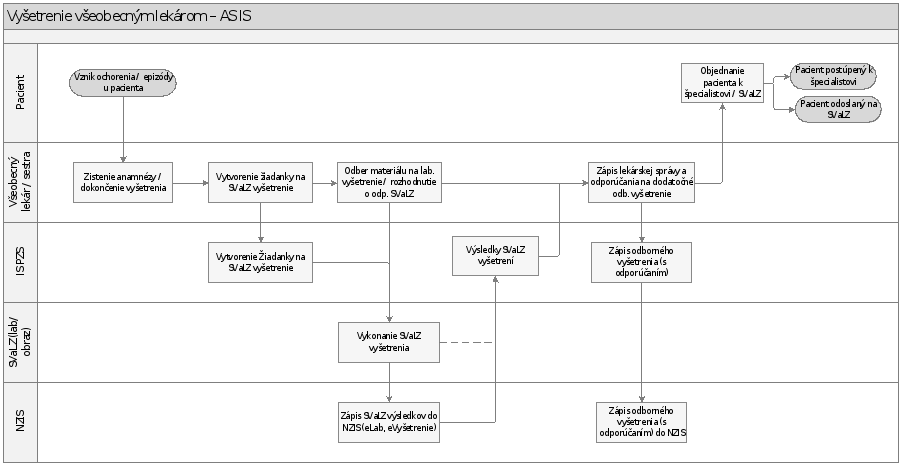 Vyšetrenie všeobecným lekárom – AS IS
Pacient
Vznik ochorenia / epizódy
u pacienta
Objednanie
pacienta k
špecialistovi / SVaLZ
Pacient postúpený k
špecialistovi
Pacient odoslaný na
SVaLZ
Všeobecný
lekár / sestra
Zistenie anamnézy /
dokončenie vyšetrenia
Vytvorenie žiadanky na
SVaLZ vyšetrenie
Odber materiálu na lab.
vyšetrenie / rozhodnutie
o odp. SVaLZ
Zápis lekárskej správy a
odporúčania na dodatočné
odb. vyšetrenie
ISPZS
Vytvorenie Žiadanky na
SVaLZ vyšetrenie
Výsledky SVaLZ
vyšetrení
Zápis odborného
vyšetrenia (s
odporúčaním)
SVaLZ (lab/
obraz)
Vykonanie SVaLZ
vyšetrenia
NZIS
Zápis SVaLZ výsledkov do
NZIS (eLab, eVyšetrenie)
Zápis odborného
vyšetrenia (s
odporúčaním) do NZIS